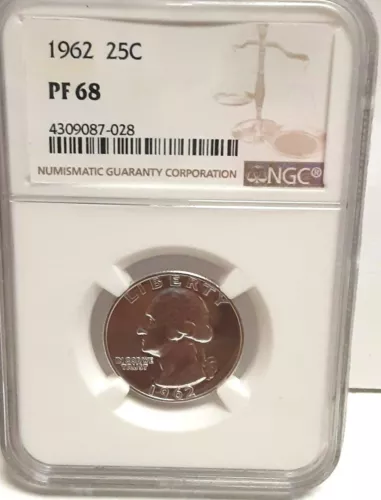 1962 25C
PF 68
4309087-028
NUMISMATIC GUARANTY CORPORATION NGC®
LIBERTY
IN GOD WE
TRUST
1962